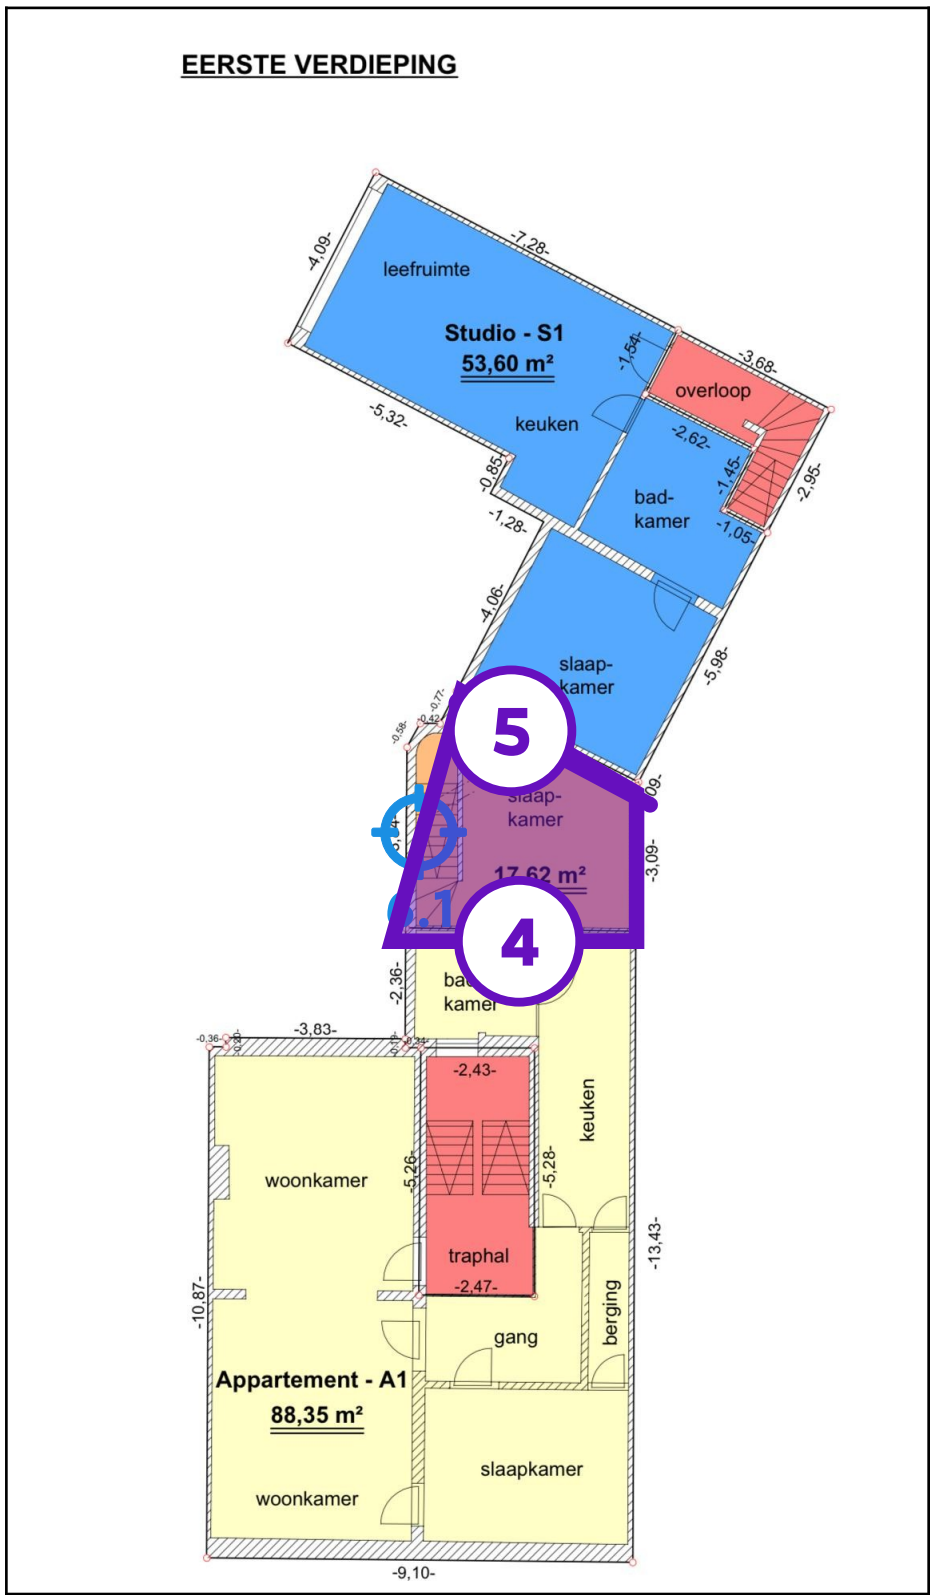 EERSTE VERDIEPING
-7,28-
-4,09-
leefruimte
Studio - S1
53,60 m²
-1,54-
-3,68-
overloop
-5,32-
keuken
-2,62-
-0,85-
-1,45-
-2,95-
bad-
kamer
-1,28-
-1,05-
-4,06-
slaap-
kamer
-5,98-
-0,77-
-0,42-
-0,58-
5
slaap-
kamer
-3,09-
17,62 m²
.1
4
-2,36-
bad-
kamer
-3,83-
-0,36-
-2,43-
keuken
woonkamer
-5,26-
-5,28-
traphal
-2,47-
-13,43-
-10,87-
berging
gang
Appartement - A1
88,35 m²
slaapkamer
woonkamer
-9,10-